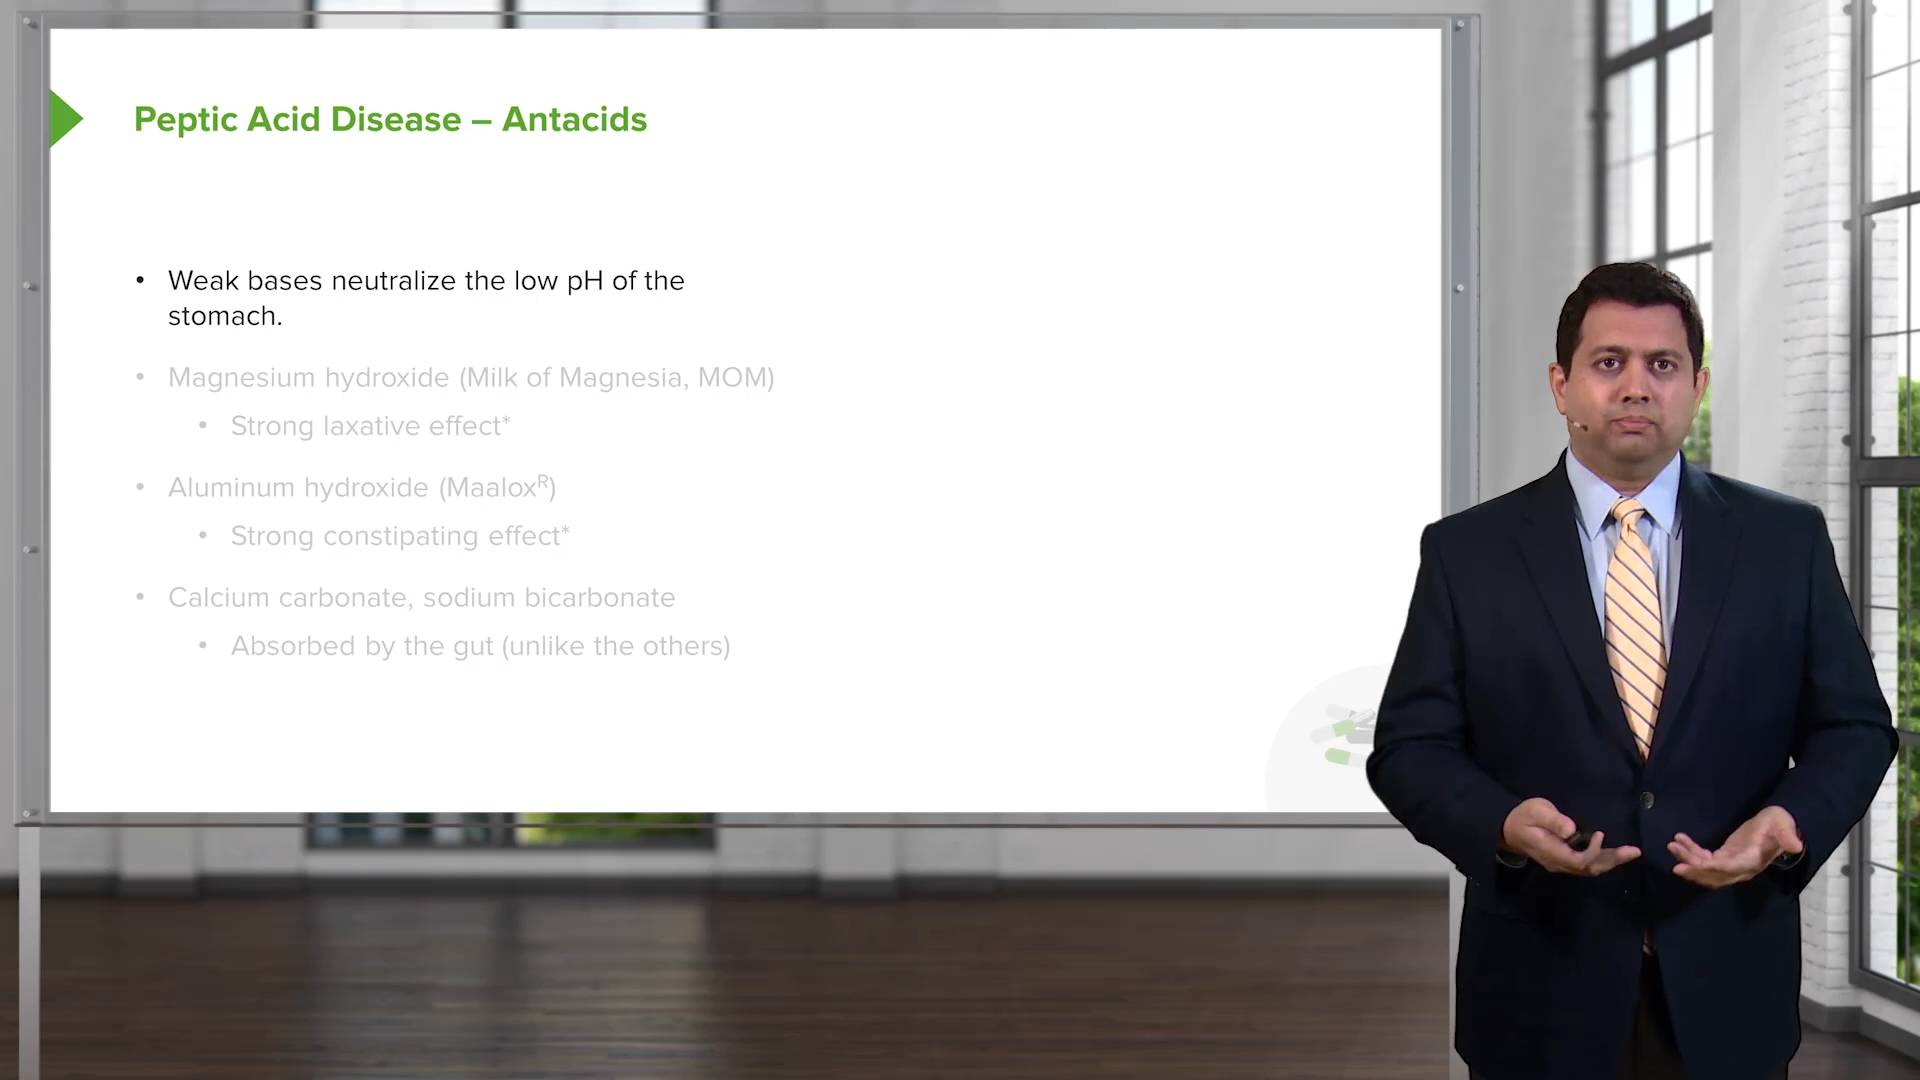 Peptic Acid Disease – Antacids
• Weak bases neutralize the low pH of the
stomach.
• Magnesium hydroxide (Milk of Magnesia, MOM)
• Strong laxative effect*
• Aluminum hydroxide (Maaloxᴿ)
• Strong constipating effect*
• Calcium carbonate, sodium bicarbonate
• Absorbed by the gut (unlike the others)